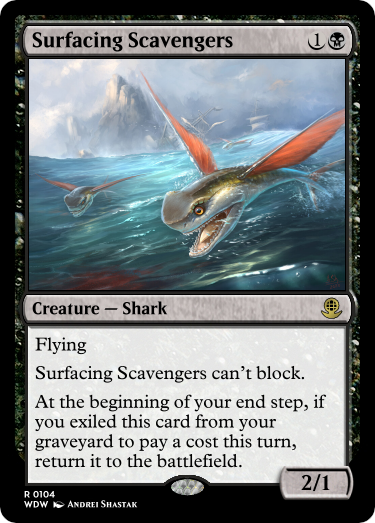 Surfacing Scavengers 1
Creature — Shark
Flying
Surfacing Scavengers can't block.
At the beginning of your end step, if
you exiled this card from your
graveyard to pay a cost this turn,
return it to the battlefield.
2/1
R 0104
WDW Andrei Shastak